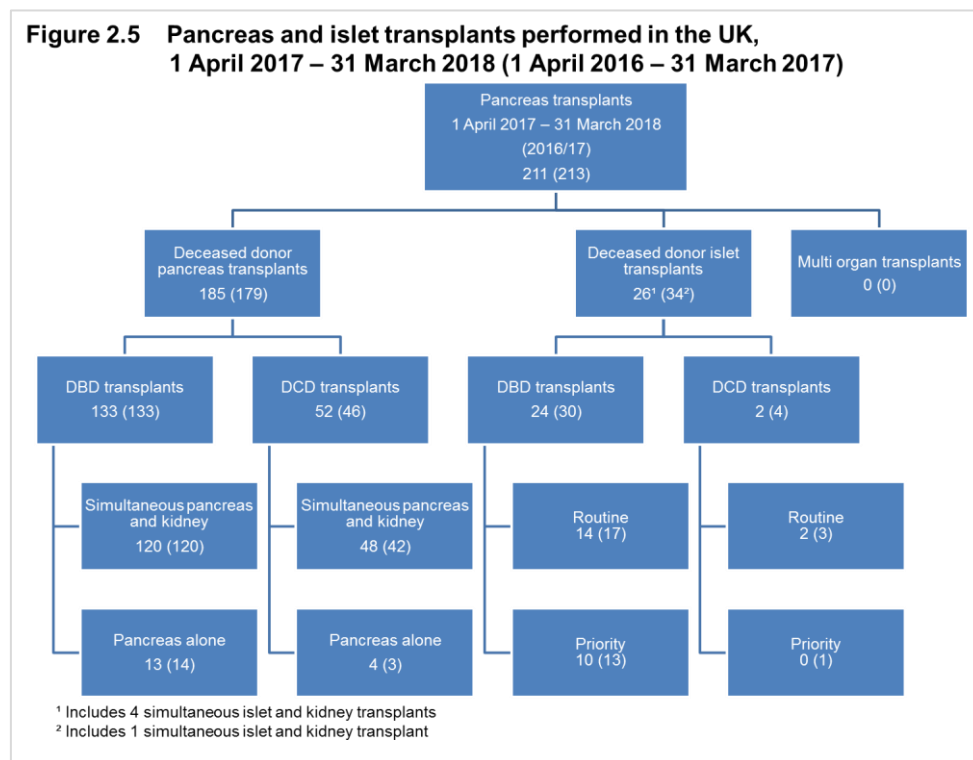 Figure 2.5 Pancreas and islet transplants performed in the UK,
1 April 2017 – 31 March 2018 (1 April 2016 – 31 March 2017)
Pancreas transplants
1 April 2017 – 31 March 2018
(2016/17)
211 (213)
Deceased donor
pancreas transplants
185 (179)
Deceased donor islet
transplants
26¹ (34²)
Multi organ transplants
0 (0)
DBD transplants
133 (133)
DCD transplants
52 (46)
DBD transplants
24 (30)
DCD transplants
2 (4)
Simultaneous pancreas
and kidney
120 (120)
Simultaneous pancreas
and kidney
48 (42)
Routine
14 (17)
Routine
2 (3)
Pancreas alone
13 (14)
Pancreas alone
4 (3)
Priority
10 (13)
Priority
0 (1)
¹ Includes 4 simultaneous islet and kidney transplants
² Includes 1 simultaneous islet and kidney transplant